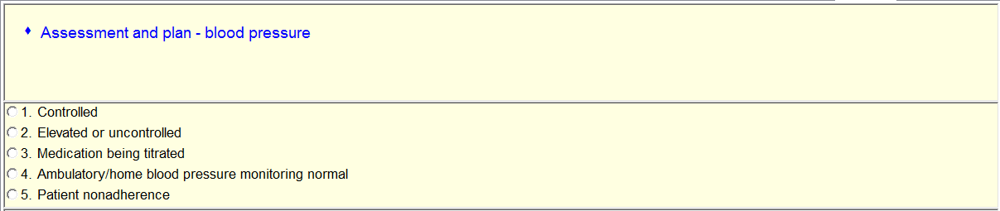 Assessment and plan - blood pressure
1. Controlled
2. Elevated or uncontrolled
3. Medication being titrated
4. Ambulatory/home blood pressure monitoring normal
5. Patient nonadherence